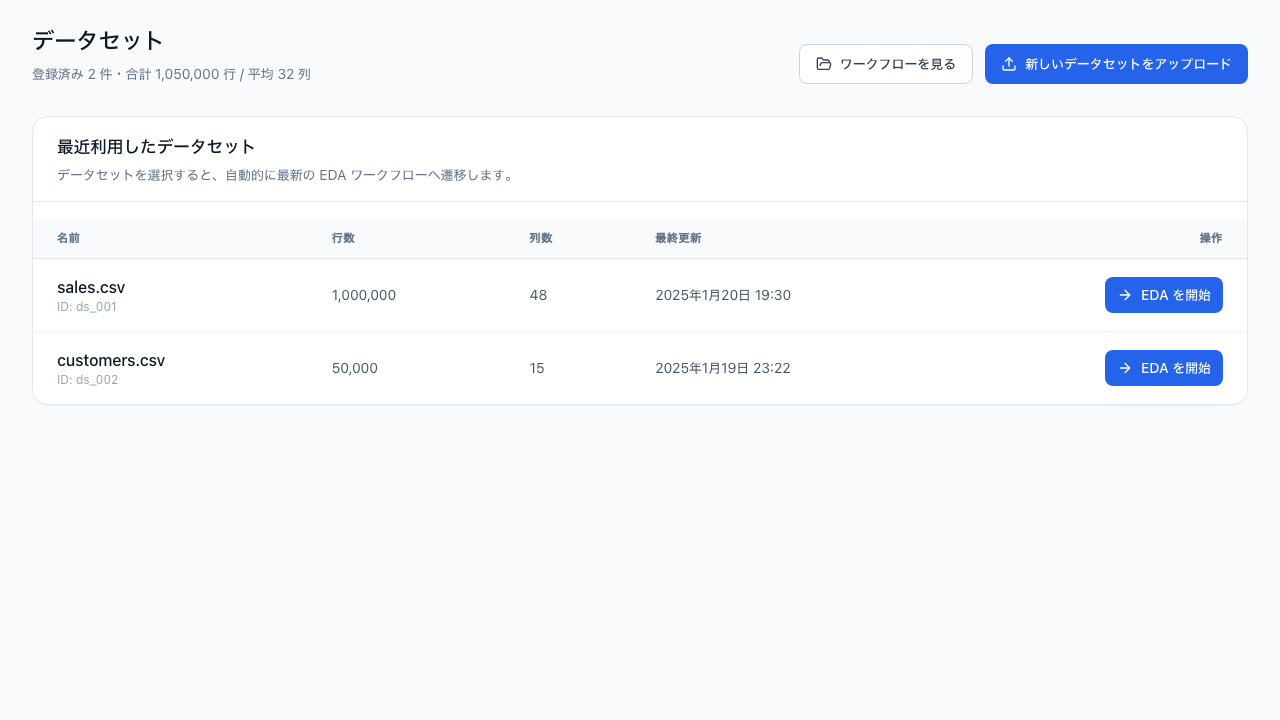 データセット
登録済み 2 件・合計 1,050,000 行 / 平均 32 列
ワークフローを見る
新しいデータセットをアップロード
最近利用したデータセット
データセットを選択すると、自動的に最新の EDA ワークフローへ遷移します。
名前 行数 列数 最終更新 操作
sales.csv
ID: ds_001
1,000,000 48 2025年1月20日 19:30 EDA を開始
customers.csv
ID: ds_002
50,000 15 2025年1月19日 23:22 EDA を開始